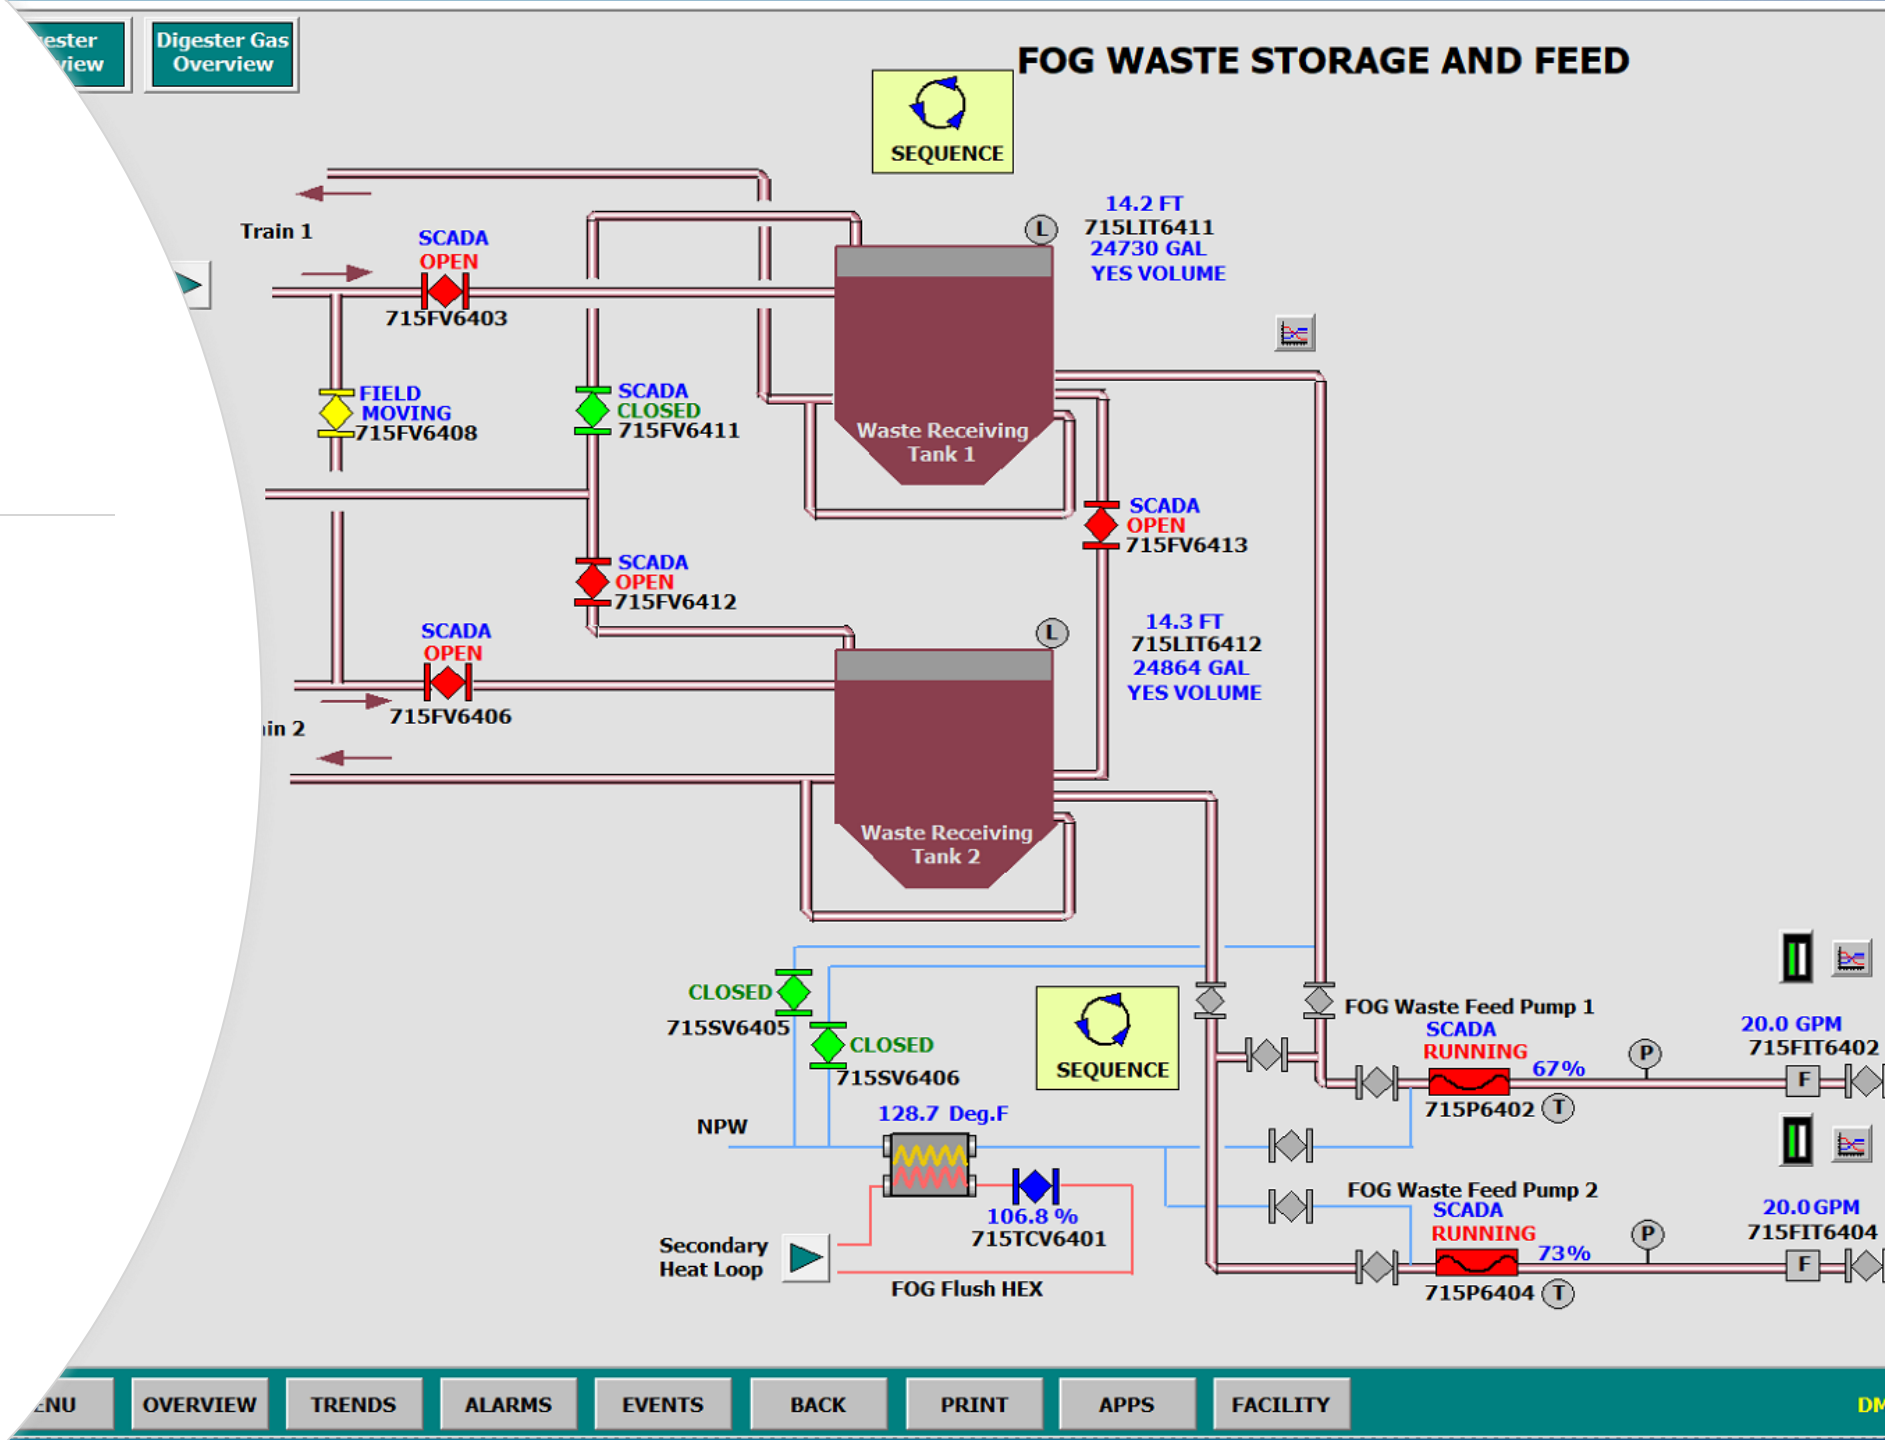 Digester Gas
Overview
FOG WASTE STORAGE AND FEED
SEQUENCE
Train 1
SCADA
OPEN
715FV6403
14.2 FT
L
715LIT6411
24730 GAL
YES VOLUME
FIELD
MOVING
715FV6408
SCADA
CLOSED
715FV6411
Waste Receiving
Tank 1
SCADA
OPEN
715FV6413
SCADA
OPEN
715FV6412
SCADA
OPEN
715FV6406
14.3 FT
L
715LIT6412
24864 GAL
YES VOLUME
in 2
Waste Receiving
Tank 2
CLOSED
715SV6405
CLOSED
715SV6406
SEQUENCE
FOG Waste Feed Pump 1
SCADA
RUNNING
67%
715P6402
T
P
20.0 GPM
715FIT6402
F
NPW
128.7 Deg.F
106.8 %
715TCV6401
Secondary
Heat Loop
FOG Flush HEX
FOG Waste Feed Pump 2
SCADA
RUNNING
73%
715P6404
T
P
20.0 GPM
715FIT6404
F
OVERVIEW
TRENDS
ALARMS
EVENTS
BACK
PRINT
APPS
FACILITY